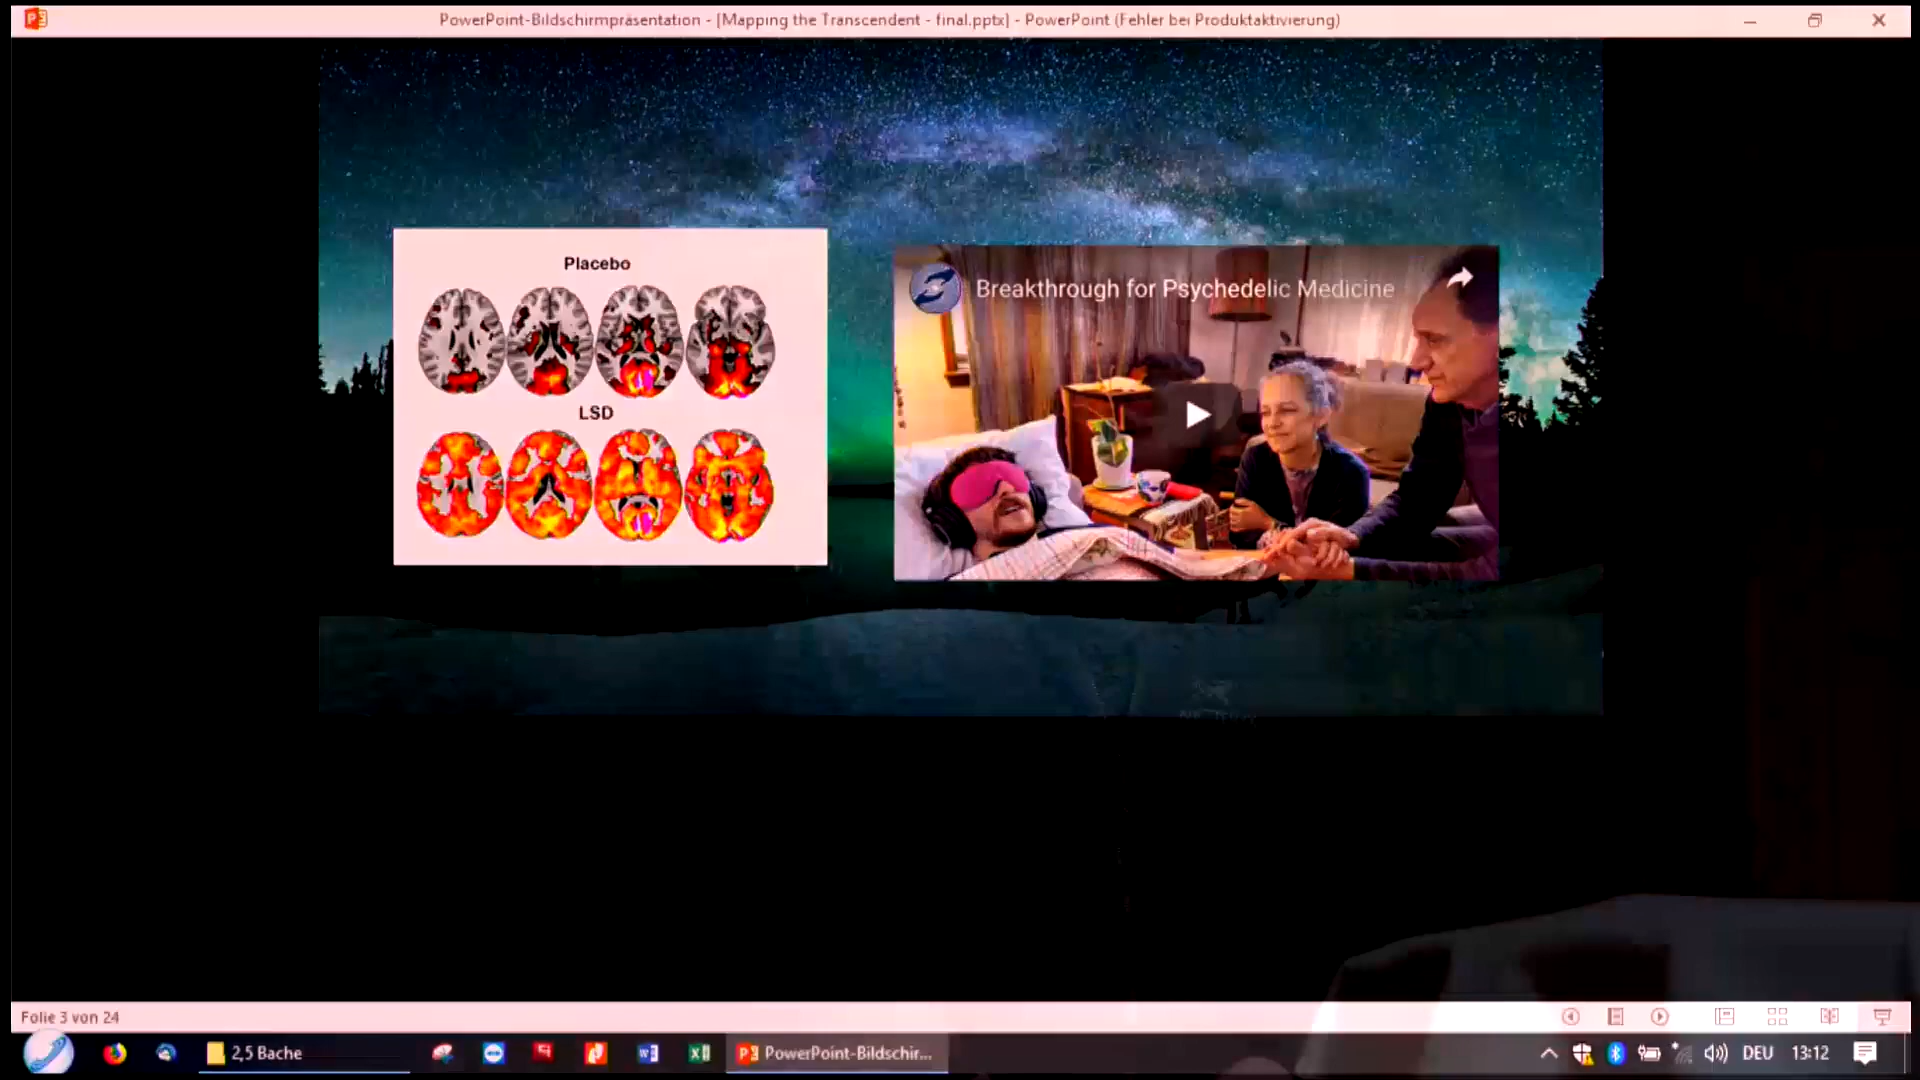 PowerPoint-Bildschirmpräsentation - [Mapping the Transcendent - final.pptx] - PowerPoint (Fehler bei Produktaktivierung)
Placebo
LSD
Breakthrough for Psychedelic Medicine
Folie 3 von 24
2,5 Bache
PowerPoint-Bildschir...
DEU
13:12